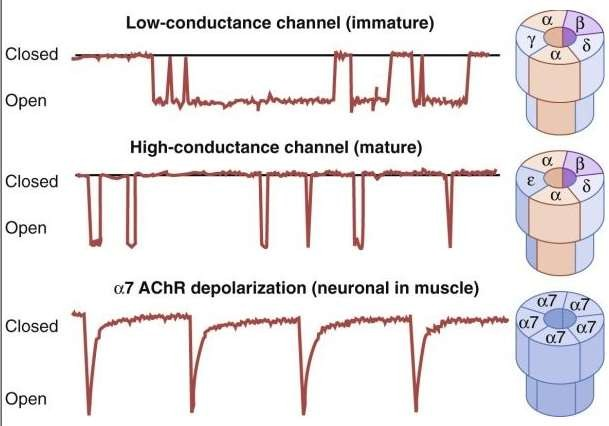 Low-conductance channel (immature)
Closed
Open
α
β
γ
δ
α
High-conductance channel (mature)
Closed
Open
α
β
ε
δ
α
α7 AChR depolarization (neuronal in muscle)
Closed
Open
α7
α7
α7
α7
α7